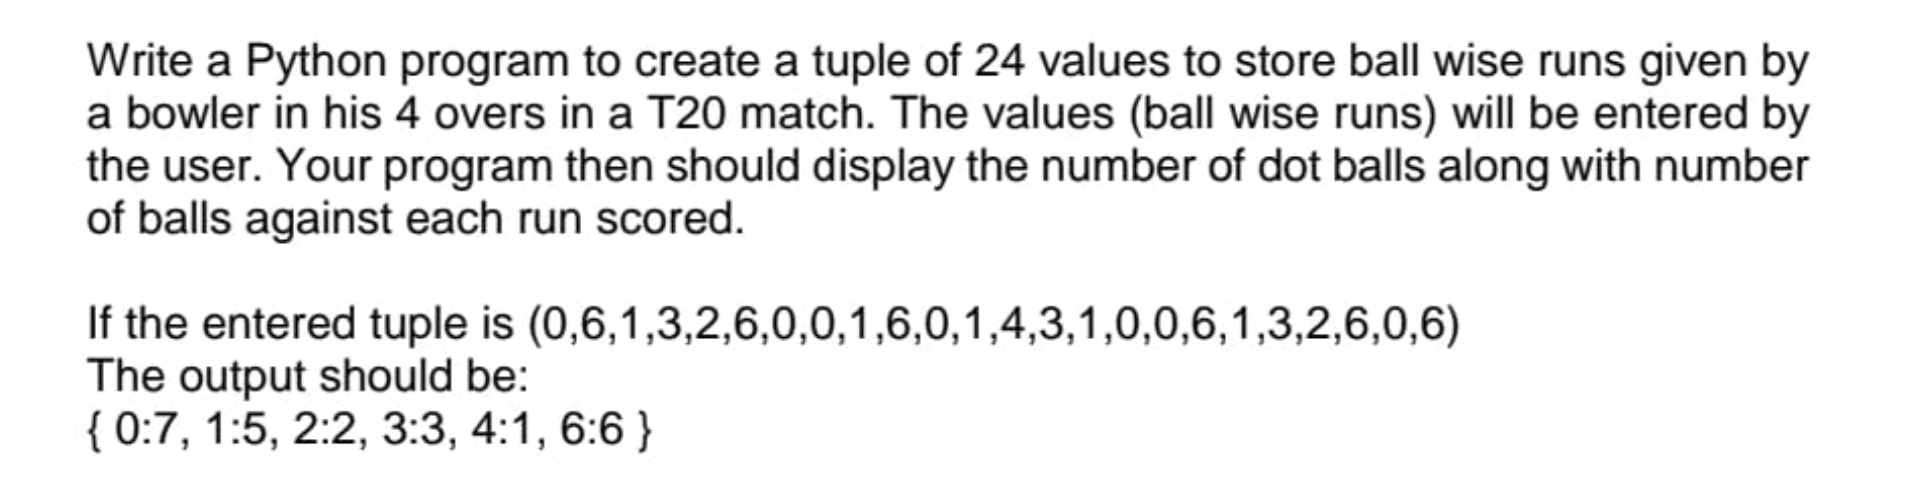 Write a Python program to create a tuple of 24 values to store ball wise runs given by
a bowler in his 4 overs in a T20 match. The values (ball wise runs) will be entered by
the user. Your program then should display the number of dot balls along with number
of balls against each run scored.
If the entered tuple is (0,6,1,3,2,6,0,0,1,6,0,1,4,3,1,0,0,6,1,3,2,6,0,6)
The output should be:
{ 0:7, 1:5, 2:2, 3:3, 4:1, 6:6 }